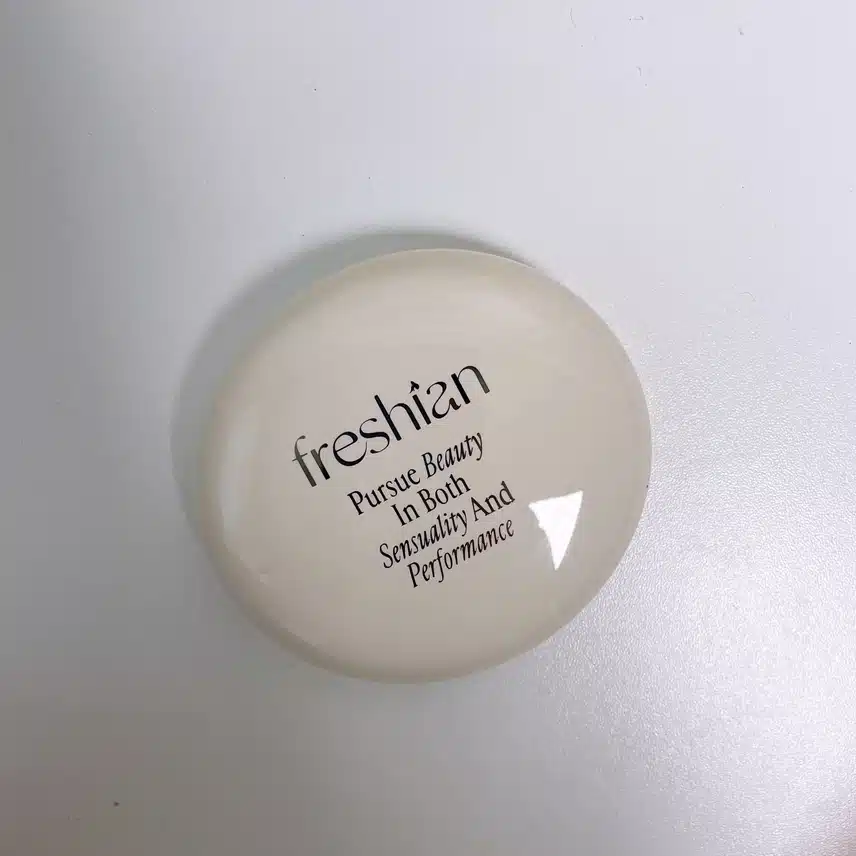 freshian
Pursue Beauty
In Both
Sensuality And
Performance